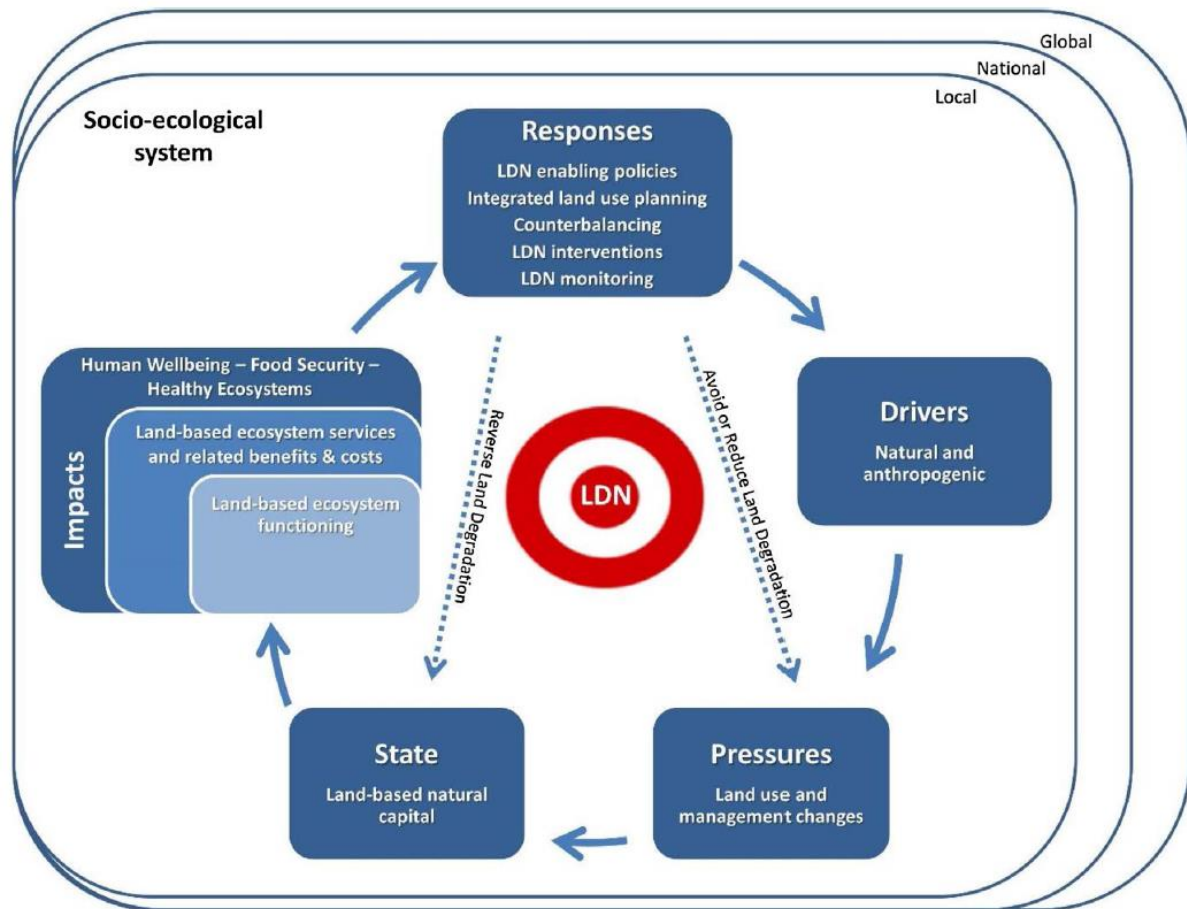 Global
National
Local
Socio-ecological
system
Responses
LDN enabling policies
Integrated land use planning
Counterbalancing
LDN interventions
LDN monitoring
Human Wellbeing – Food Security –
Healthy Ecosystems
Land-based ecosystem services
and related benefits & costs
Land-based ecosystem
functioning
Impacts
Reverse Land Degradation
LDN
Avoid or Reduce Land Degradation
Drivers
Natural and
anthropogenic
State
Land-based natural
capital
Pressures
Land use and
management changes